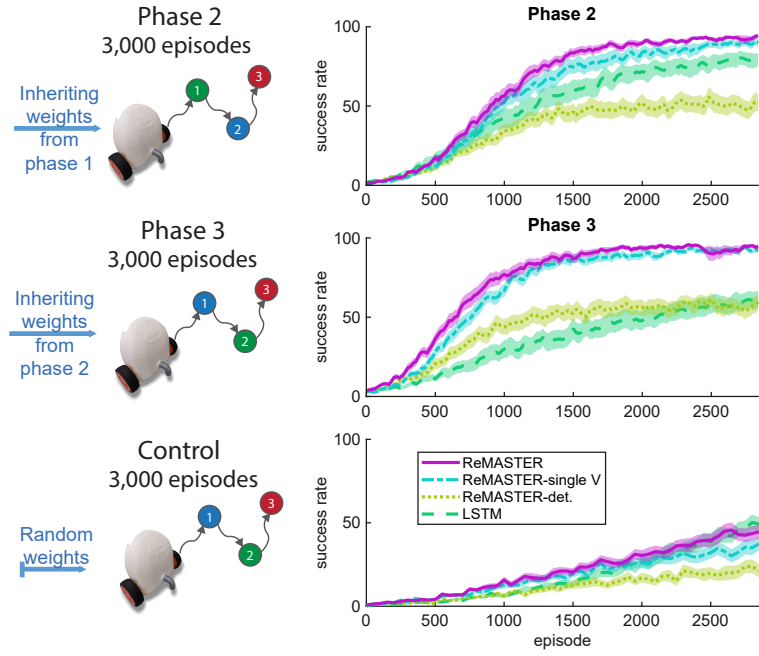 Phase 2
3,000 episodes
Inheriting
weights
from
phase 1
1
2
3
Phase 2
success rate
100
50
0
0
500
1000
1500
2000
2500
Phase 3
3,000 episodes
Inheriting
weights
from
phase 2
1
2
3
Phase 3
success rate
100
50
0
0
500
1000
1500
2000
2500
Control
3,000 episodes
Random
weights
1
2
3
success rate
100
50
0
ReMASTER
ReMASTER-single V
ReMASTER-det.
LSTM
0
500
1000
1500
2000
2500
episode